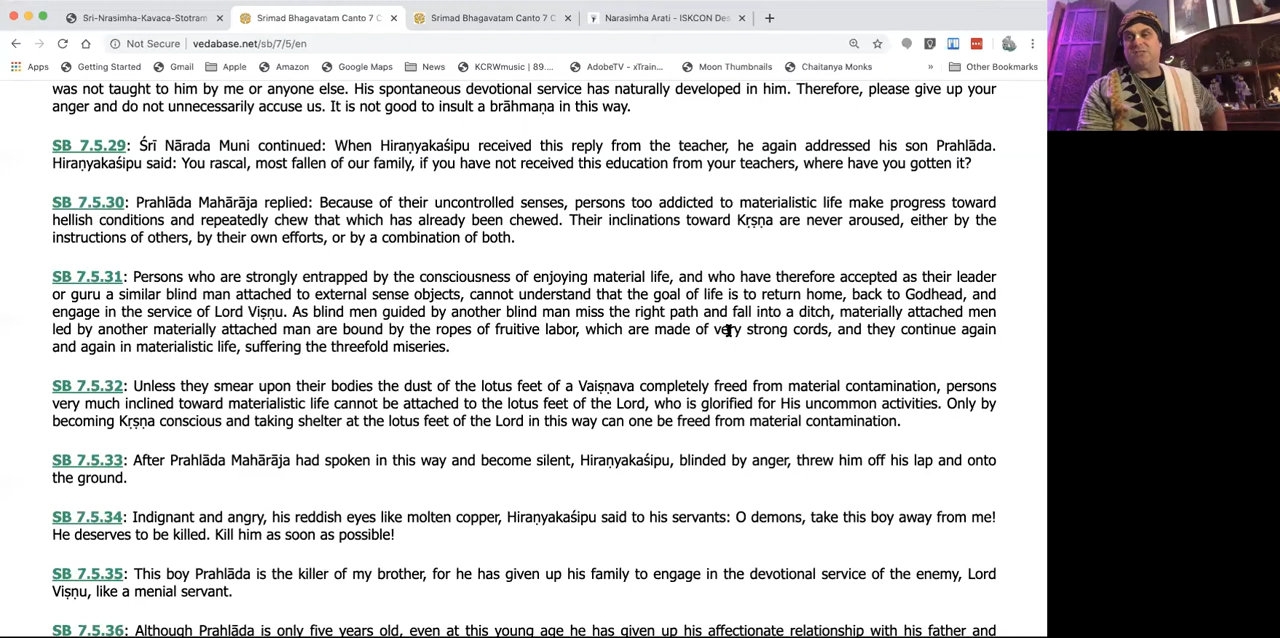 Sri-Nrasimha-Kavaca-Stotram × Srimad Bhagavatam Canto 7 C × Srimad Bhagavatam Canto 7 C × Narasimha Arati - ISKCON Des × +
Not Secure | vedabase.net/sb/7/5/en
Apps Getting Started Gmail Apple Amazon Google Maps News KCRWmusic | 89.... AdobeTV - xTrain... Moon Thumbnails Chaitanya Monks » Other Bookmarks
was not taught to him by me or anyone else. His spontaneous devotional service has naturally developed in him. Therefore, please give up your
anger and do not unnecessarily accuse us. It is not good to insult a brāhmaṇa in this way.
SB 7.5.29: Śrī Nārada Muni continued: When Hiraṇyakaśipu received this reply from the teacher, he again addressed his son Prahlāda.
Hiraṇyakaśipu said: You rascal, most fallen of our family, if you have not received this education from your teachers, where have you gotten it?
SB 7.5.30: Prahlāda Mahārāja replied: Because of their uncontrolled senses, persons too addicted to materialistic life make progress toward
hellish conditions and repeatedly chew that which has already been chewed. Their inclinations toward Kṛṣṇa are never aroused, either by the
instructions of others, by their own efforts, or by a combination of both.
SB 7.5.31: Persons who are strongly entrapped by the consciousness of enjoying material life, and who have therefore accepted as their leader
or guru a similar blind man attached to external sense objects, cannot understand that the goal of life is to return home, back to Godhead, and
engage in the service of Lord Viṣṇu. As blind men guided by another blind man miss the right path and fall into a ditch, materially attached men
led by another materially attached man are bound by the ropes of fruitive labor, which are made of very strong cords, and they continue again
and again in materialistic life, suffering the threefold miseries.
SB 7.5.32: Unless they smear upon their bodies the dust of the lotus feet of a Vaiṣṇava completely freed from material contamination, persons
very much inclined toward materialistic life cannot be attached to the lotus feet of the Lord, who is glorified for His uncommon activities. Only by
becoming Kṛṣṇa conscious and taking shelter at the lotus feet of the Lord in this way can one be freed from material contamination.
SB 7.5.33: After Prahlāda Mahārāja had spoken in this way and become silent, Hiraṇyakaśipu, blinded by anger, threw him off his lap and onto
the ground.
SB 7.5.34: Indignant and angry, his reddish eyes like molten copper, Hiraṇyakaśipu said to his servants: O demons, take this boy away from me!
He deserves to be killed. Kill him as soon as possible!
SB 7.5.35: This boy Prahlāda is the killer of my brother, for he has given up his family to engage in the devotional service of the enemy, Lord
Viṣṇu, like a menial servant.
SB 7.5.36: Although Prahlāda is only five years old, even at this young age he has given up his affectionate relationship with his father and